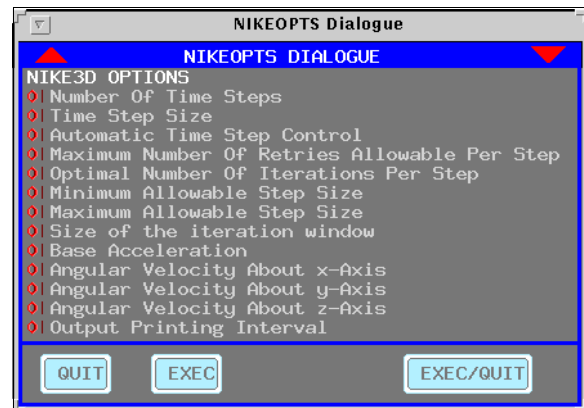 NIKEOPTS Dialogue
NIKEOPTS DIALOGUE
NIKE3D OPTIONS
Number Of Time Steps
Time Step Size
Automatic Time Step Control
Maximum Number Of Retries Allowable Per Step
Optimal Number Of Iterations Per Step
Minimum Allowable Step Size
Maximum Allowable Step Size
Size of the iteration window
Base Acceleration
Angular Velocity About x-Axis
Angular Velocity About y-Axis
Angular Velocity About z-Axis
Output Printing Interval
QUIT EXEC EXEC/QUIT